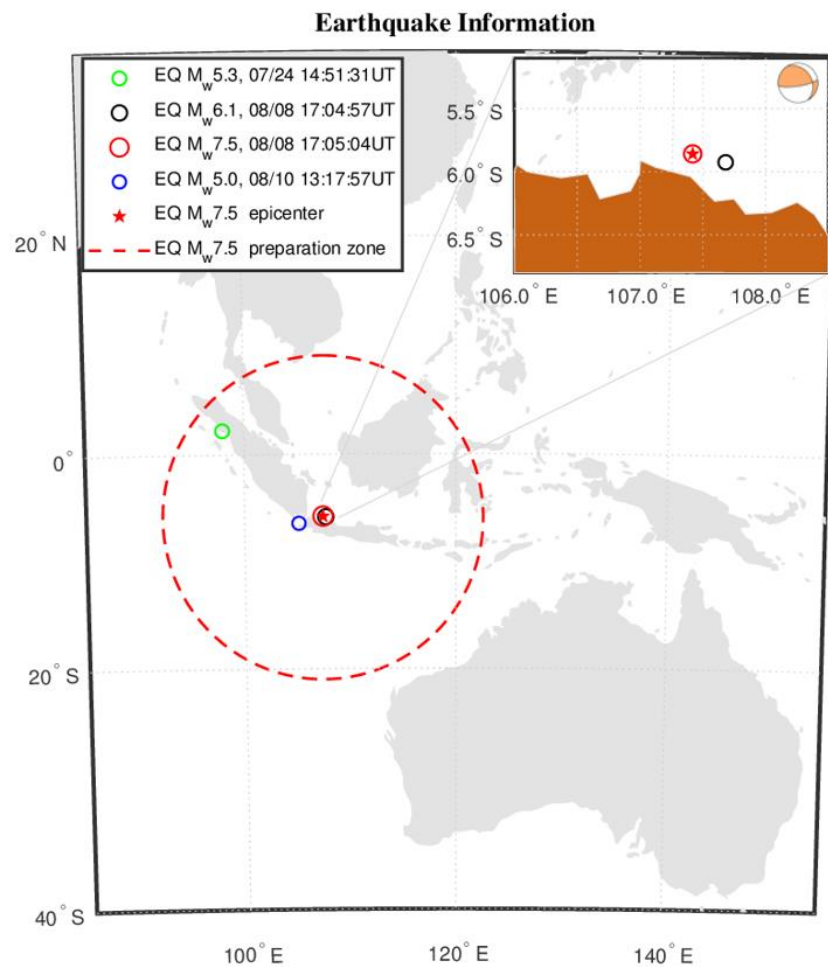 Earthquake Information
EQ Mw5.3, 07/24 14:51:31UT
EQ Mw6.1, 08/08 17:04:57UT
EQ Mw7.5, 08/08 17:05:04UT
EQ Mw5.0, 08/10 13:17:57UT
EQ Mw7.5 epicenter
EQ Mw7.5 preparation zone
5.5° S
6.0° S
6.5° S
106.0° E
107.0° E
108.0° E
20° N
0°
20° S
40° S
100° E
120° E
140° E